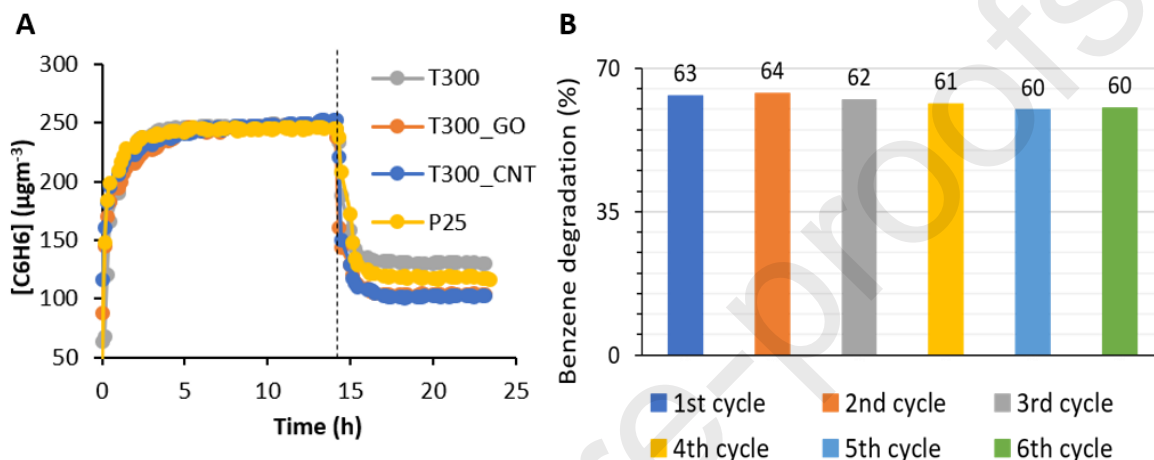 A
[C6H6] (µgm⁻³)
300
250
200
150
100
50
0
5
10
15
20
25
Time (h)
T300
T300_GO
T300_CNT
P25
B
Benzene degradation (%)
70
35
0
63
64
62
61
60
60
1st cycle
2nd cycle
3rd cycle
4th cycle
5th cycle
6th cycle